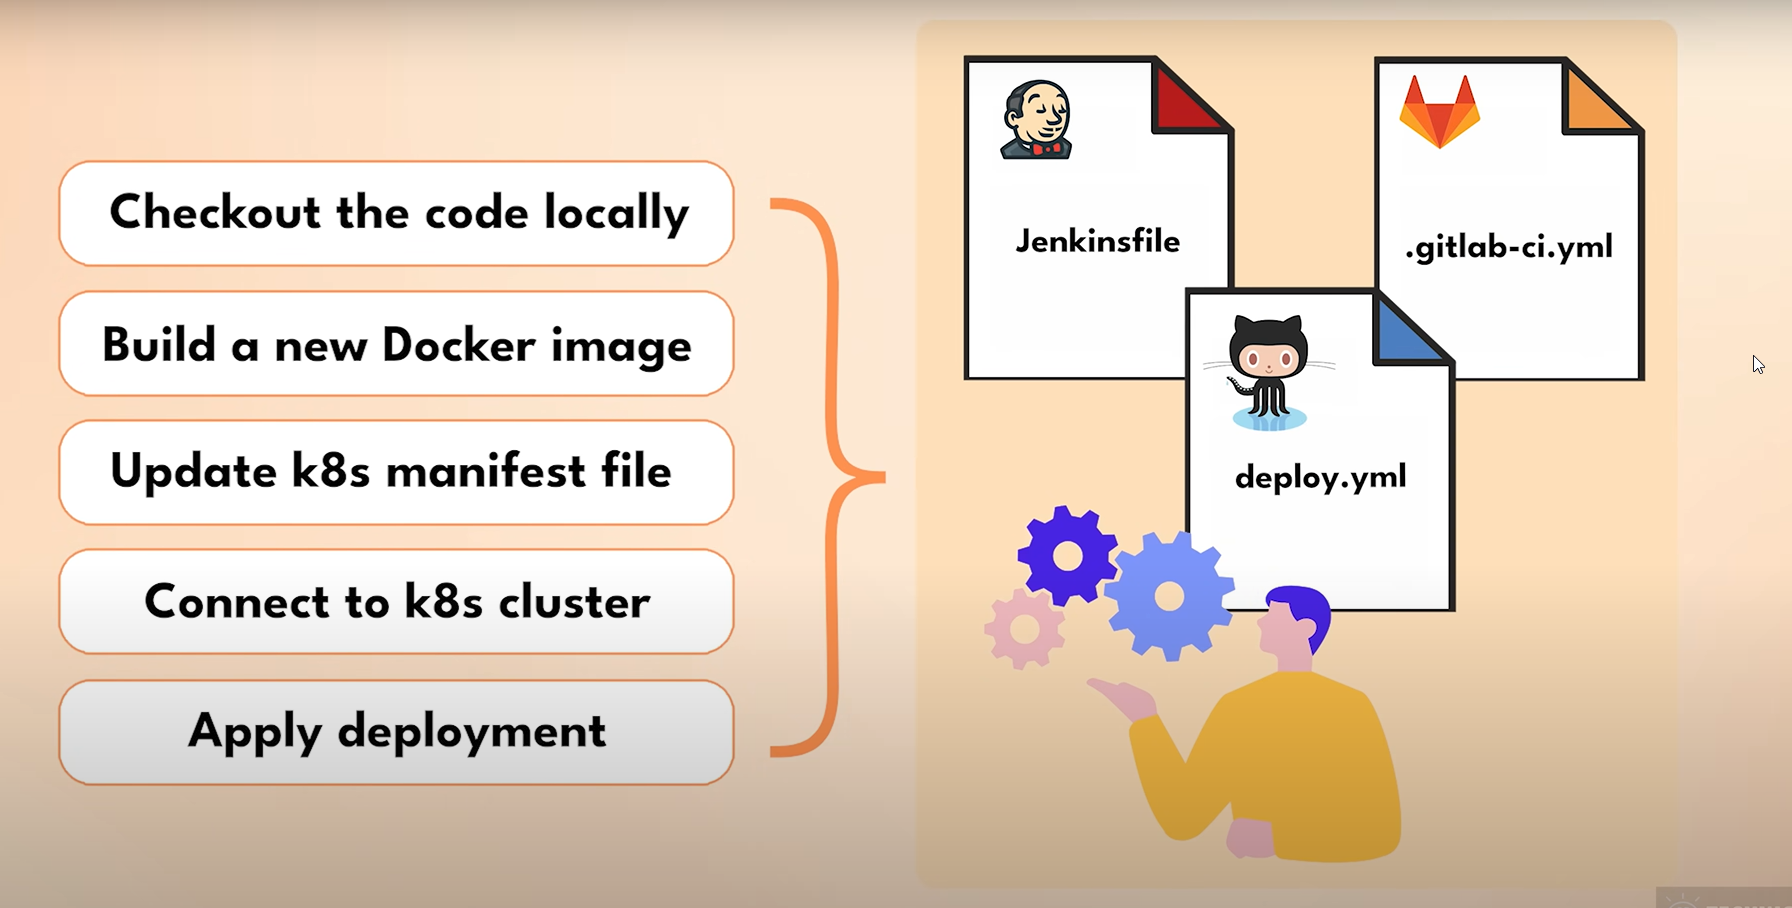 Checkout the code locally
Build a new Docker image
Update k8s manifest file
Connect to k8s cluster
Apply deployment
Jenkinsfile
.gitlab-ci.yml
deploy.yml